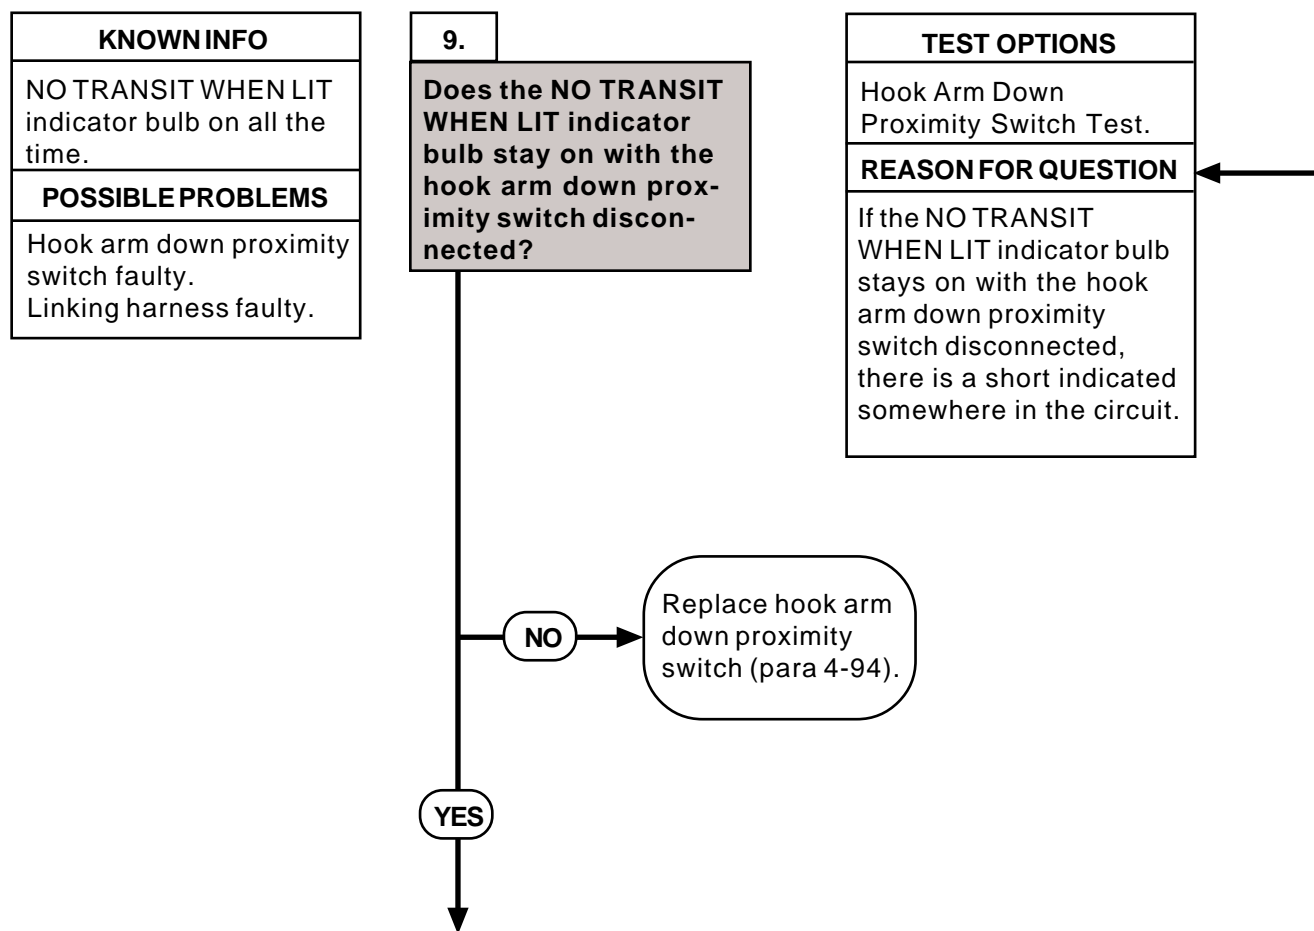 KNOWN INFO
NO TRANSIT WHEN LIT
indicator bulb on all the
time.
POSSIBLE PROBLEMS
Hook arm down proximity
switch faulty.
Linking harness faulty.
9.
Does the NO TRANSIT
WHEN LIT indicator
bulb stay on with the
hook arm down prox-
imity switch discon-
nected?
TEST OPTIONS
Hook Arm Down
Proximity Switch Test.
REASON FOR QUESTION
If the NO TRANSIT
WHEN LIT indicator bulb
stays on with the hook
arm down proximity
switch disconnected,
there is a short indicated
somewhere in the circuit.
NO
Replace hook arm
down proximity
switch (para 4-94).
YES